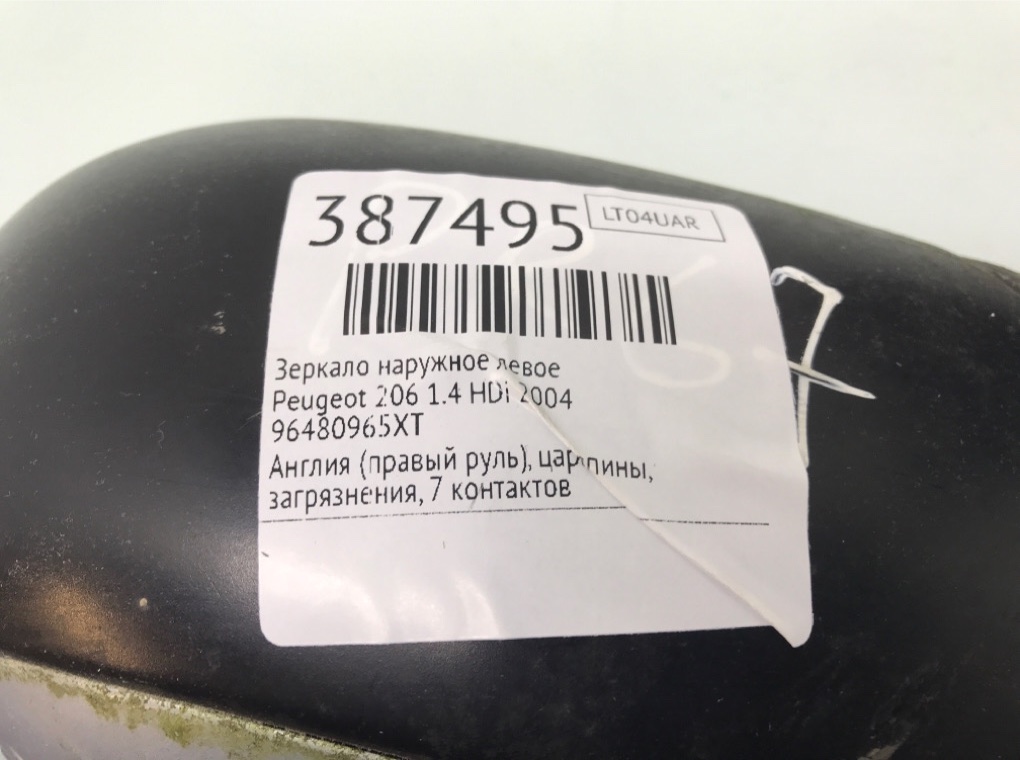 387495 LT04UAR
Зеркало наружное левое
Peugeot 206 1.4 HDi 2004
96480965XT
Англия (правый руль), царапины,
загрязнения, 7 контактов